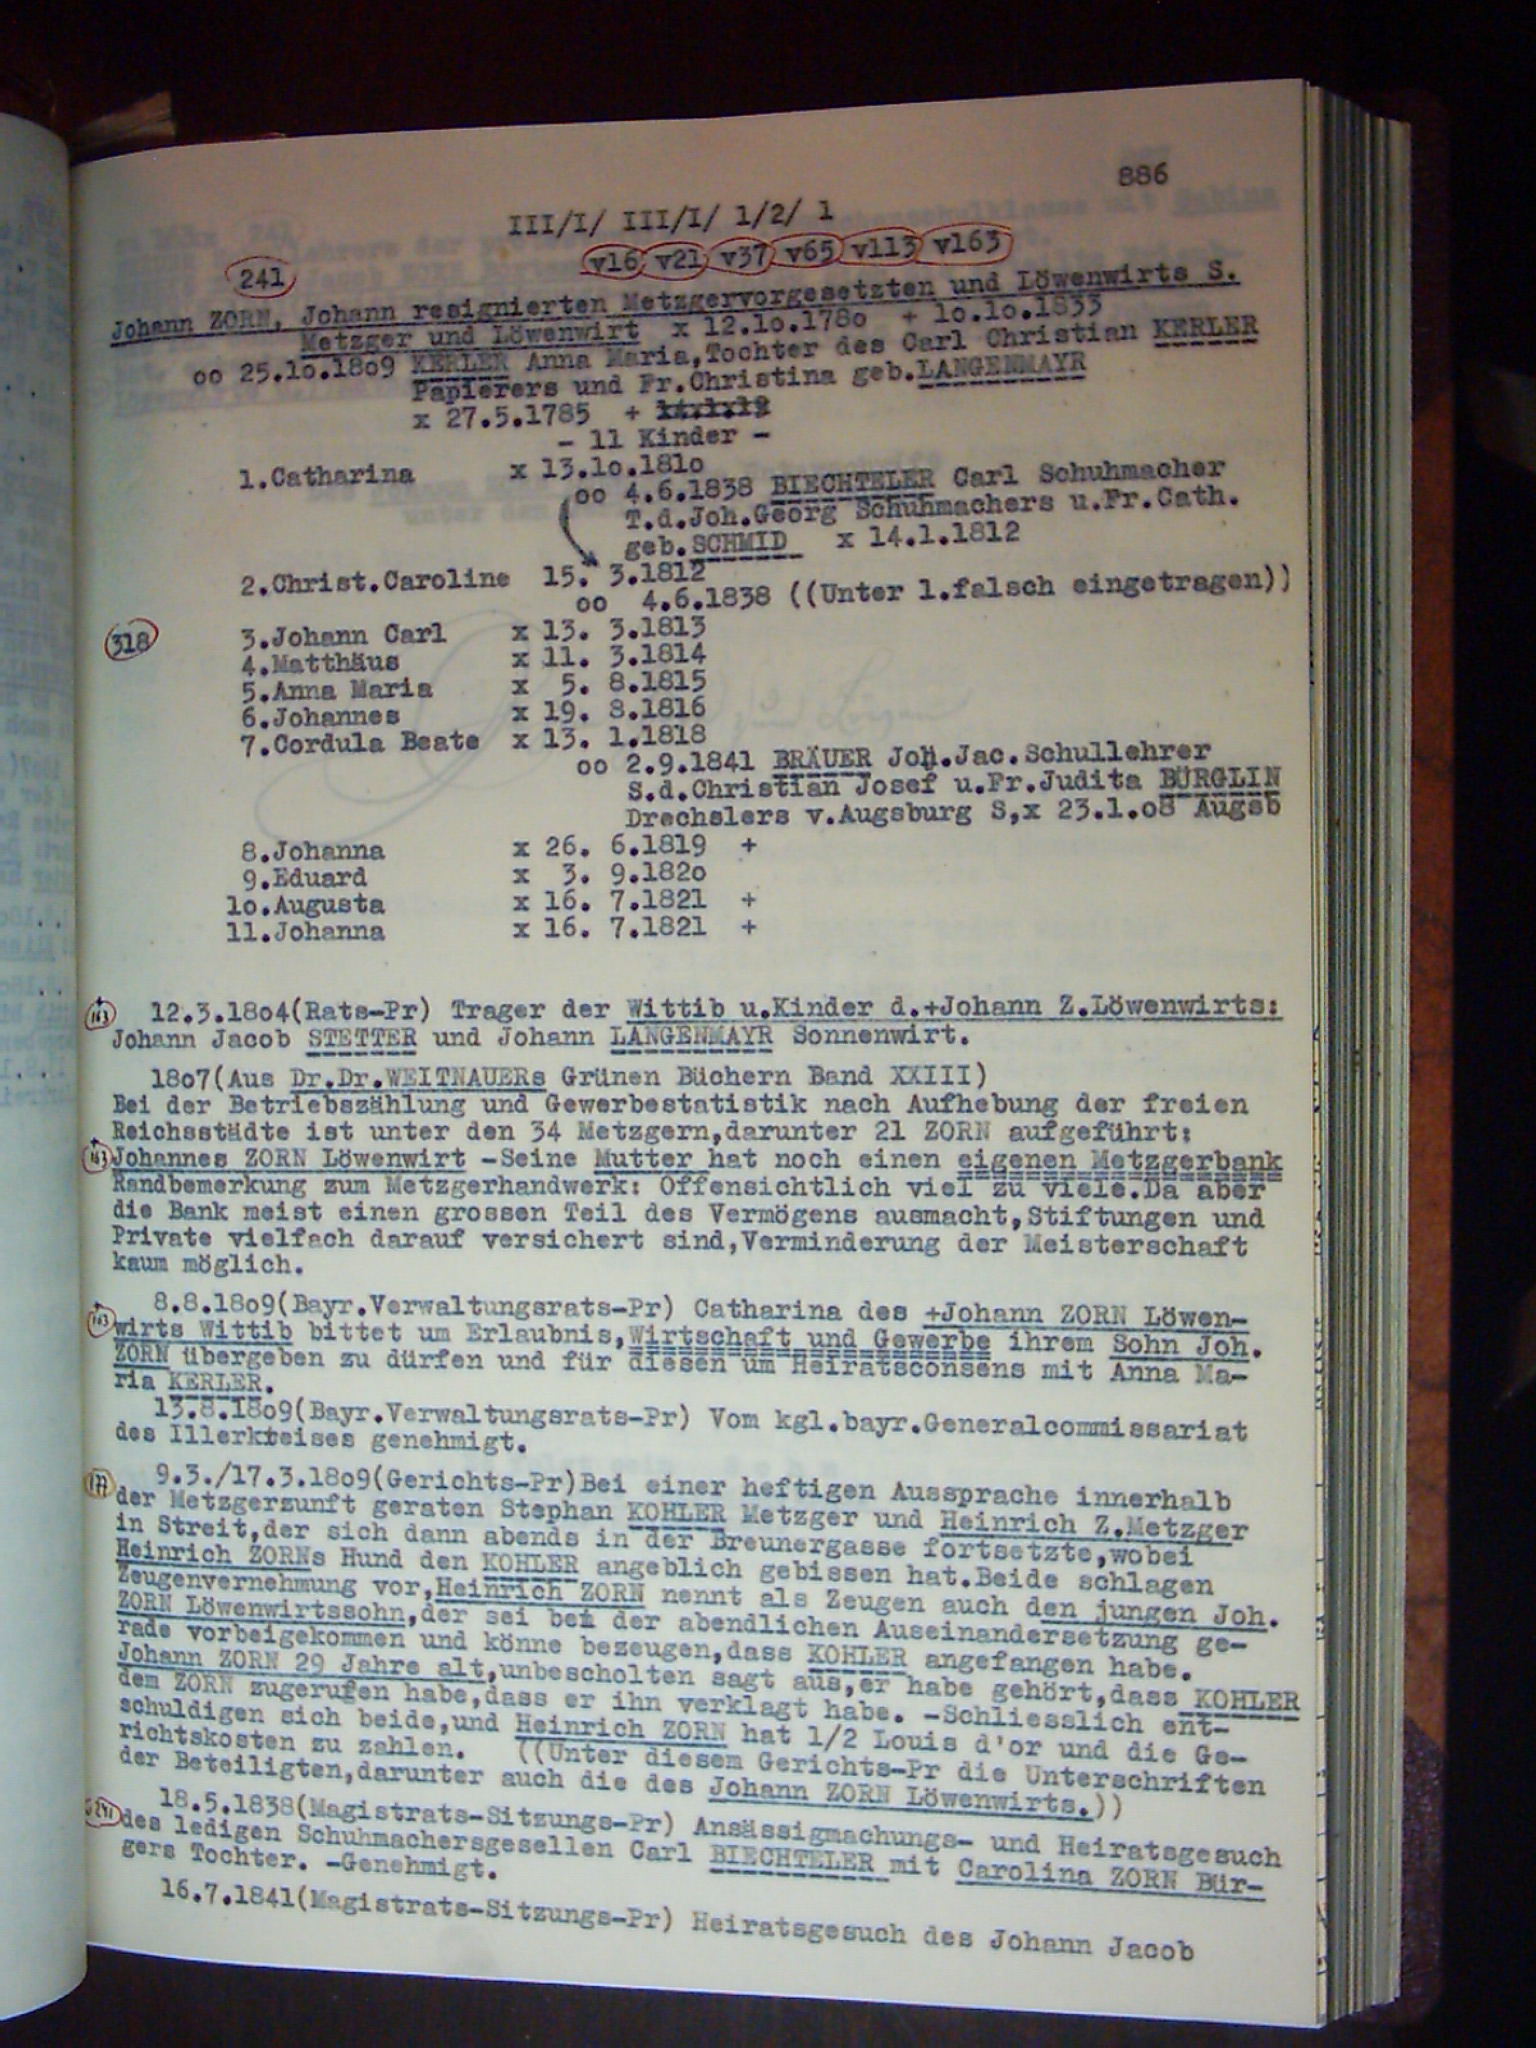 886
III/I/ III/I/ 1/2/ 1
v16 v21 v37 v65 v113 v163
241
Johann ZORN, Johann resignierten Metzgervorgesetzten und Löwenwirts S.
Metzger und Löwenwirt x 12.10.1780 + 10.10.1833
oo 25.10.1809 KERLER Anna Maria,Tochter des Carl Christian KERLER
Papierers und Fr.Christina geb.LANGENMAYR
x 27.5.1785 +
- 11 Kinder -
1.Catharina x 13.10.1810
oo 4.6.1838 BIECHTELER Carl Schuhmacher
T.d.Joh.Georg Schuhmachers u.Fr.Cath.
geb.SCHMID x 14.1.1812
2.Christ.Caroline 15. 3.1812
oo 4.6.1838 ((Unter 1.falsch eingetragen))
318 3.Johann Carl x 13. 3.1813
4.Matthäus x 11. 3.1814
5.Anna Maria x 5. 8.1815
6.Johannes x 19. 8.1816
7.Cordula Beate x 13. 1.1818
oo 2.9.1841 BRÄUER Joh.Jac.Schullehrer
S.d.Christian Josef u.Fr.Judita BÜRGLIN
Drechslers v.Augsburg S,x 23.1.08 Augsb
8.Johanna x 26. 6.1819 +
9.Eduard x 3. 9.1820
10.Augusta x 16. 7.1821 +
11.Johanna x 16. 7.1821 +
163 12.3.1804(Rats-Pr) Trager der Wittib u.Kinder d.+Johann Z.Löwenwirts:
Johann Jacob STETTER und Johann LANGENMAYR Sonnenwirt.
1807(Aus Dr.Dr.WEITNAUERs Grünen Büchern Band XXIII)
Bei der Betriebszählung und Gewerbestatistik nach Aufhebung der freien
Reichsstädte ist unter den 34 Metzgern,darunter 21 ZORN aufgeführt:
163 Johannes ZORN Löwenwirt -Seine Mutter hat noch einen eigenen Metzgerbank
Randbemerkung zum Metzgerhandwerk: Offensichtlich viel zu viele.Da aber
die Bank meist einen grossen Teil des Vermögens ausmacht,Stiftungen und
Private vielfach darauf versichert sind,Verminderung der Meisterschaft
kaum möglich.
163 8.8.1809(Bayr.Verwaltungsrats-Pr) Catharina des +Johann ZORN Löwen-
wirts Wittib bittet um Erlaubnis,Wirtschaft und Gewerbe ihrem Sohn Joh.
ZORN übergeben zu dürfen und für diesen um Heiratsconsens mit Anna Ma-
ria KERLER.
13.8.1809(Bayr.Verwaltungsrats-Pr) Vom kgl.bayr.Generalcommissariat
des Illerkreises genehmigt.
177 9.3./17.3.1809(Gerichts-Pr)Bei einer heftigen Aussprache innerhalb
der Metzgerzunft geraten Stephan KOHLER Metzger und Heinrich Z.Metzger
in Streit,der sich dann abends in der Breunergasse fortsetzte,wobei
Heinrich ZORNs Hund den KOHLER angeblich gebissen hat.Beide schlagen
Zeugenvernehmung vor,Heinrich ZORN nennt als Zeugen auch den jungen Joh.
ZORN Löwenwirtssohn,der sei bei der abendlichen Auseinandersetzung ge-
rade vorbeigekommen und könne bezeugen,dass KOHLER angefangen habe.
Johann ZORN 29 Jahre alt,unbescholten sagt aus,er habe gehört,dass KOHLER
dem ZORN zugerufen habe,dass er ihn verklagt habe. -Schliesslich ent-
schuldigen sich beide,und Heinrich ZORN hat 1/2 Louis d'or und die Ge-
richtskosten zu zahlen. ((Unter diesem Gerichts-Pr die Unterschriften
der Beteiligten,darunter auch die des Johann ZORN Löwenwirts.))
18.5.1838(Magistrats-Sitzungs-Pr) Ansässigmachungs- und Heiratsgesuch
des ledigen Schuhmachersgesellen Carl BIECHTELER mit Carolina ZORN Bür-
gers Tochter. -Genehmigt.
16.7.1841(Magistrats-Sitzungs-Pr) Heiratsgesuch des Johann Jacob